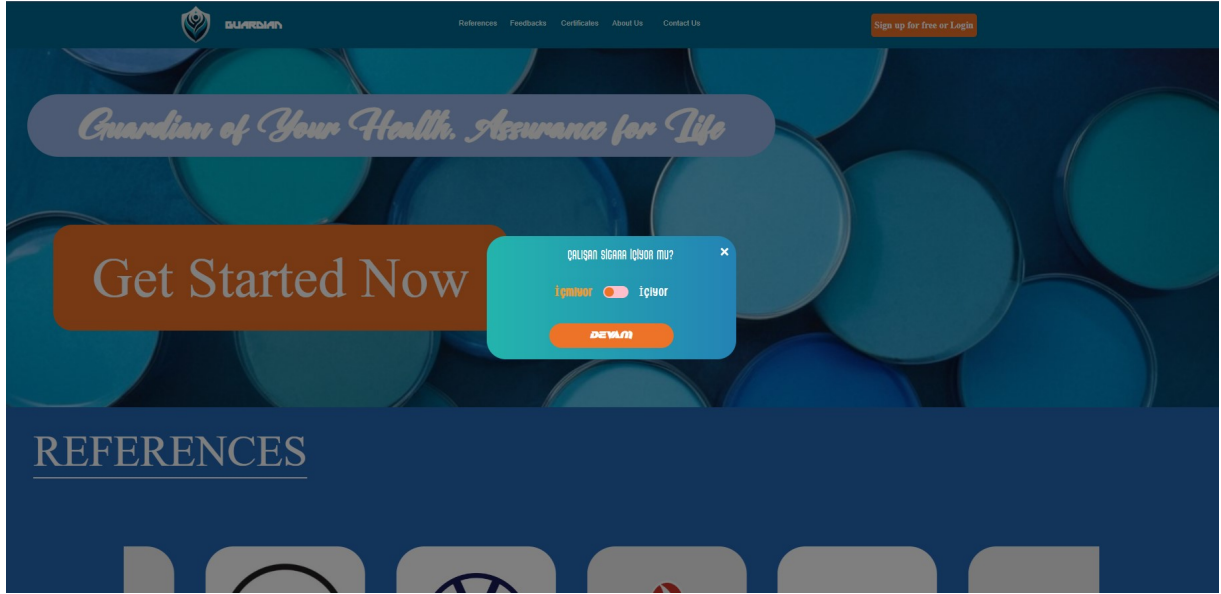 GUARDIAN
References Feedbacks Certificates About Us Contact Us
Sign up for free or Login
Guardian of Your Health, Assurance for Life
Get Started Now
ÇALIŞAN SİGARA İÇİYOR MU?
İçmiyor İçiyor
DEVAM
REFERENCES